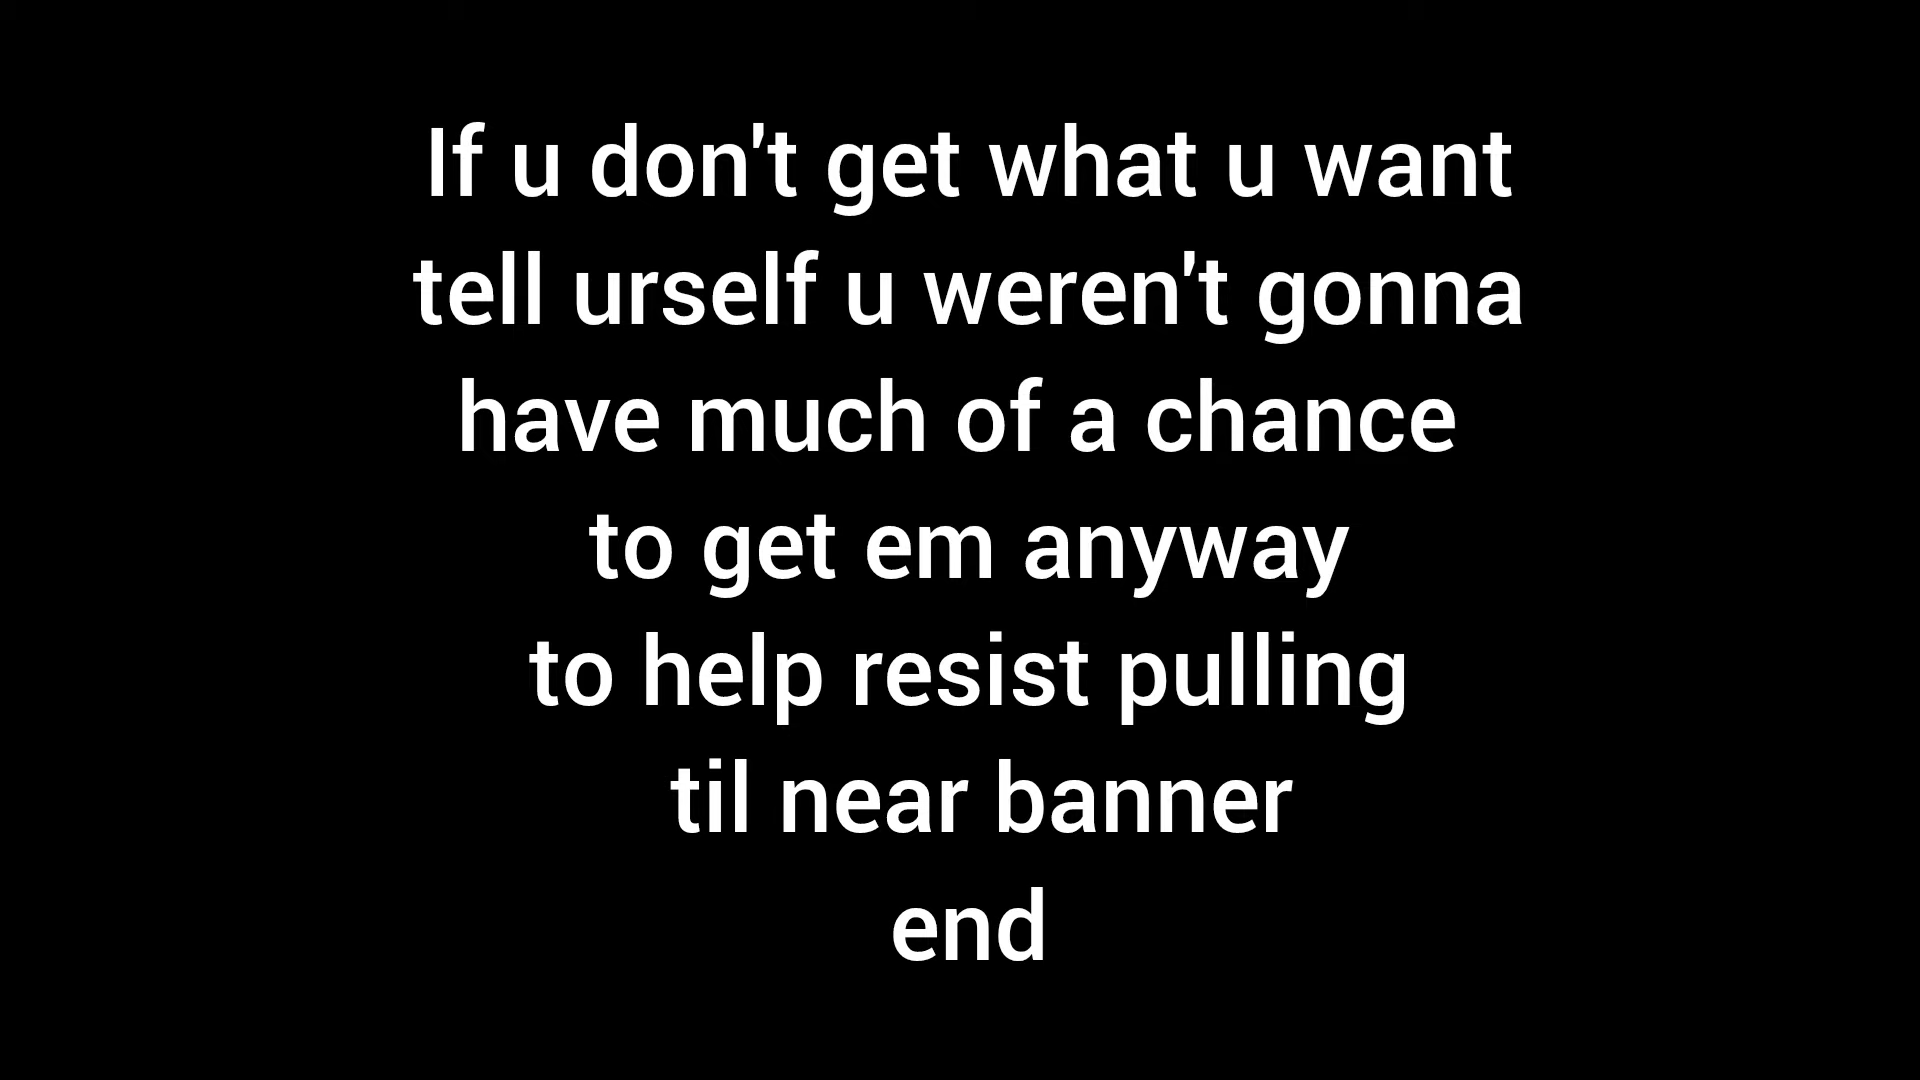 If u don't get what u want
tell urself u weren't gonna
have much of a chance
to get em anyway
to help resist pulling
til near banner
end